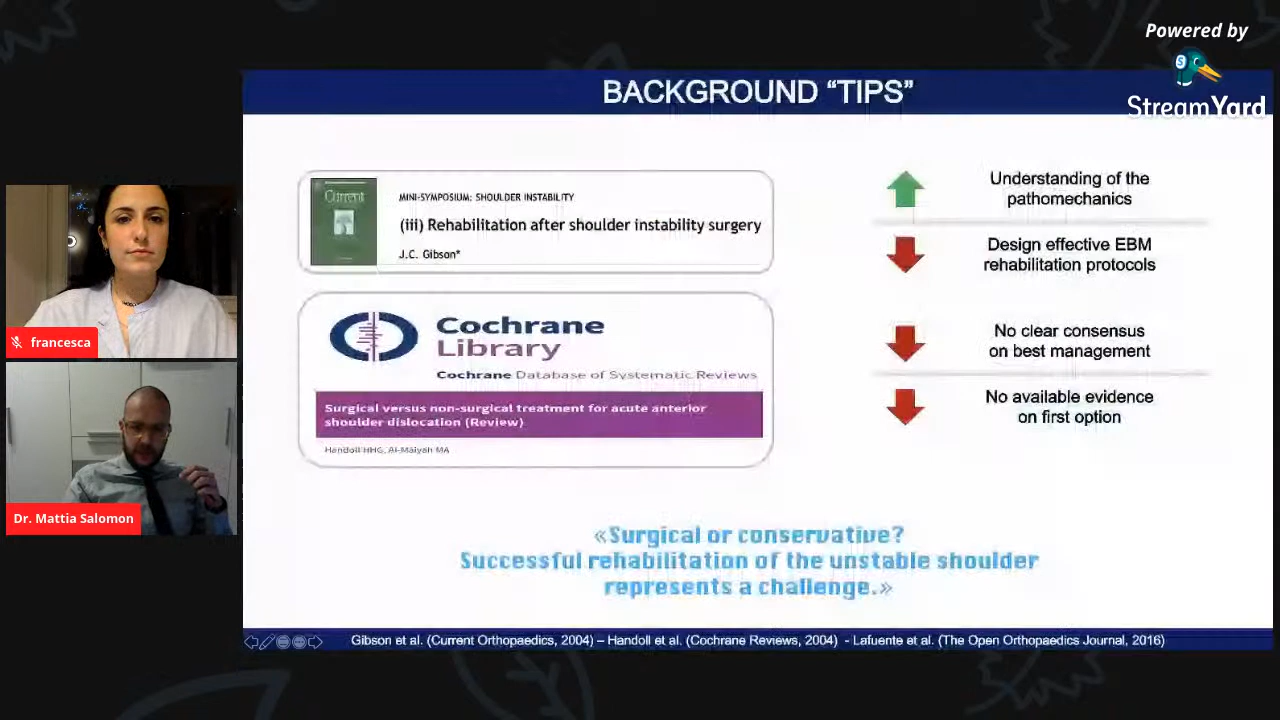 Powered by
StreamYard
BACKGROUND “TIPS”
Current
MINI-SYMPOSIUM: SHOULDER INSTABILITY
(iii) Rehabilitation after shoulder instability surgery
J.C. Gibson*
Cochrane
Library
Cochrane Database of Systematic Reviews
Surgical versus non-surgical treatment for acute anterior
shoulder dislocation (Review)
Handoll HHG, Al-Maiyah MA
Understanding of the
pathomechanics
Design effective EBM
rehabilitation protocols
No clear consensus
on best management
No available evidence
on first option
«Surgical or conservative?
Successful rehabilitation of the unstable shoulder
represents a challenge.»
Gibson et al. (Current Orthopaedics, 2004) – Handoll et al. (Cochrane Reviews, 2004) - Lafuente et al. (The Open Orthopaedics Journal, 2016)
francesca
Dr. Mattia Salomon